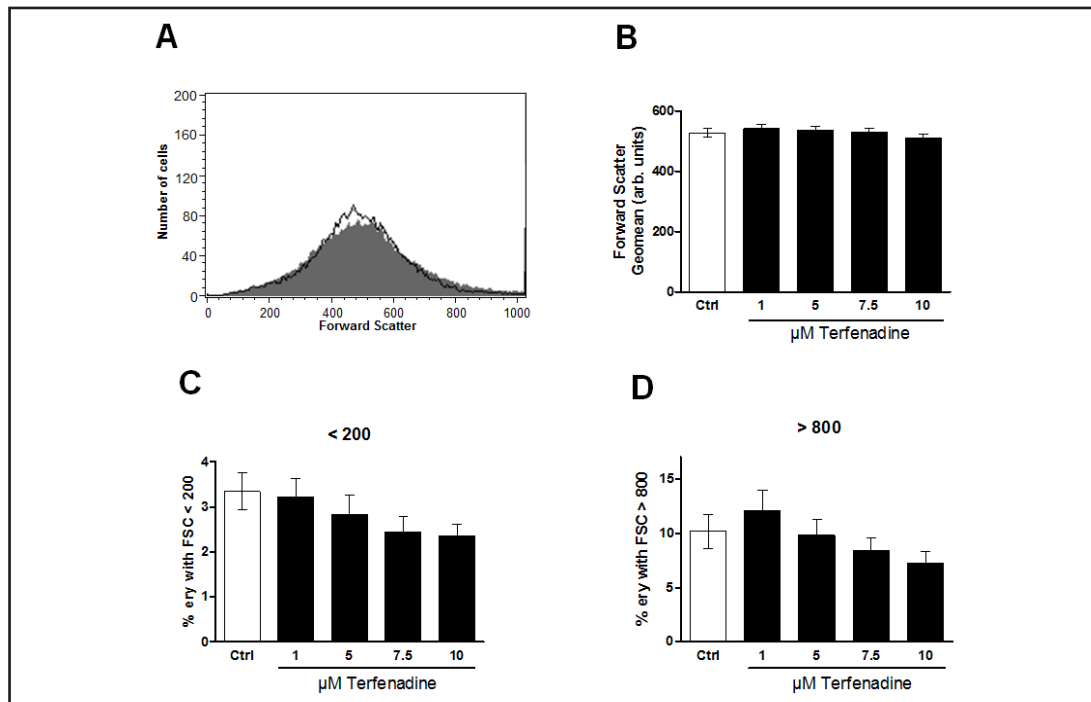 A
200
160
120
80
40
0
Number of cells
0 200 400 600 800 1000
Forward Scatter
B
600
400
200
0
Forward Scatter
Geomean (arb. units)
Ctrl 1 5 7.5 10
µM Terfenadine
C
< 200
4
3
2
1
0
% ery with FSC < 200
Ctrl 1 5 7.5 10
µM Terfenadine
D
> 800
15
10
5
0
% ery with FSC > 800
Ctrl 1 5 7.5 10
µM Terfenadine